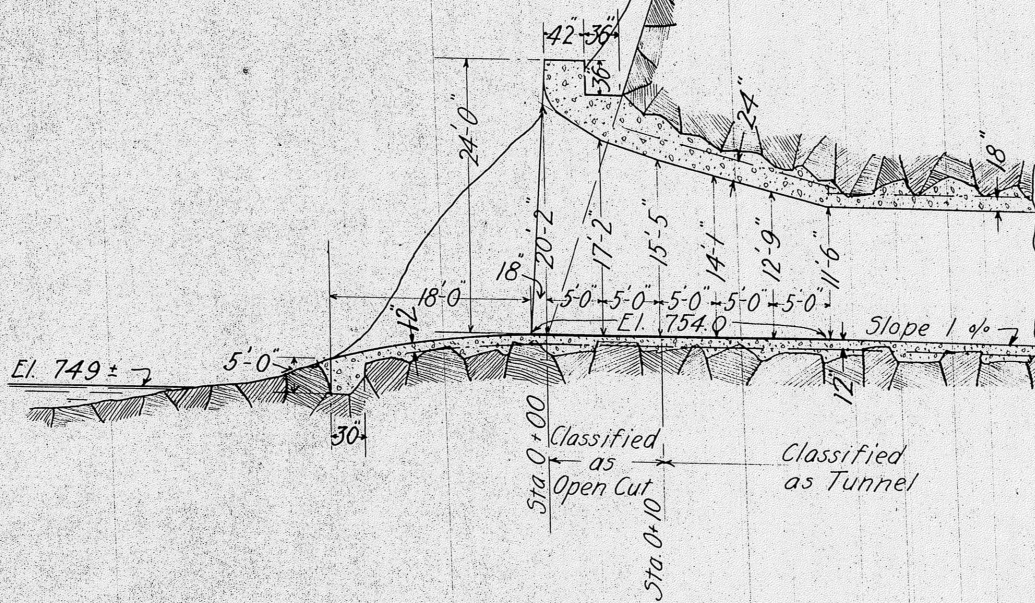 42" 36"
36"
24'-0"
24"
18"
20'-2"
17'-2"
15'-5"
14'-1"
12'-9"
11'-6"
18"
18'-0"
5'-0" 5'-0" 5'-0" 5'-0" 5'-0"
12"
El. 754.0
Slope 1 %
5'-0"
El. 749 ±
12"
30"
Sta. 0+00
Classified
as
Open Cut
Sta. 0+10
Classified
as Tunnel